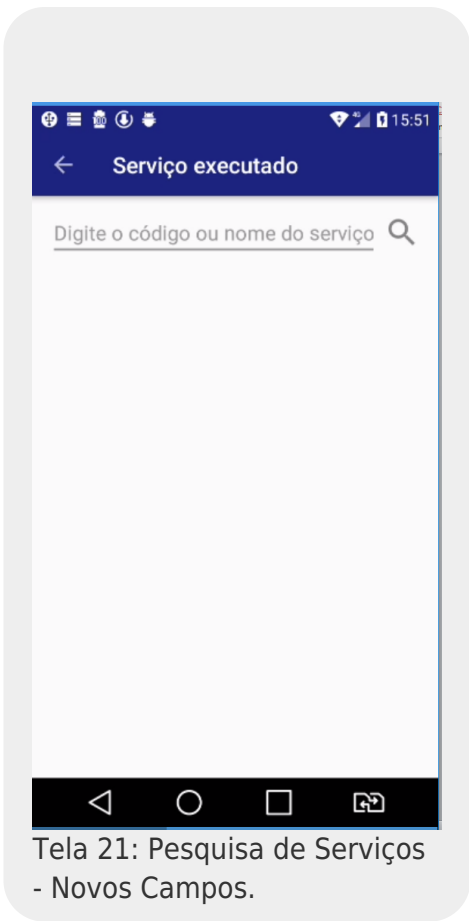 15:51
Serviço executado
Digite o código ou nome do serviço
Tela 21: Pesquisa de Serviços
- Novos Campos.